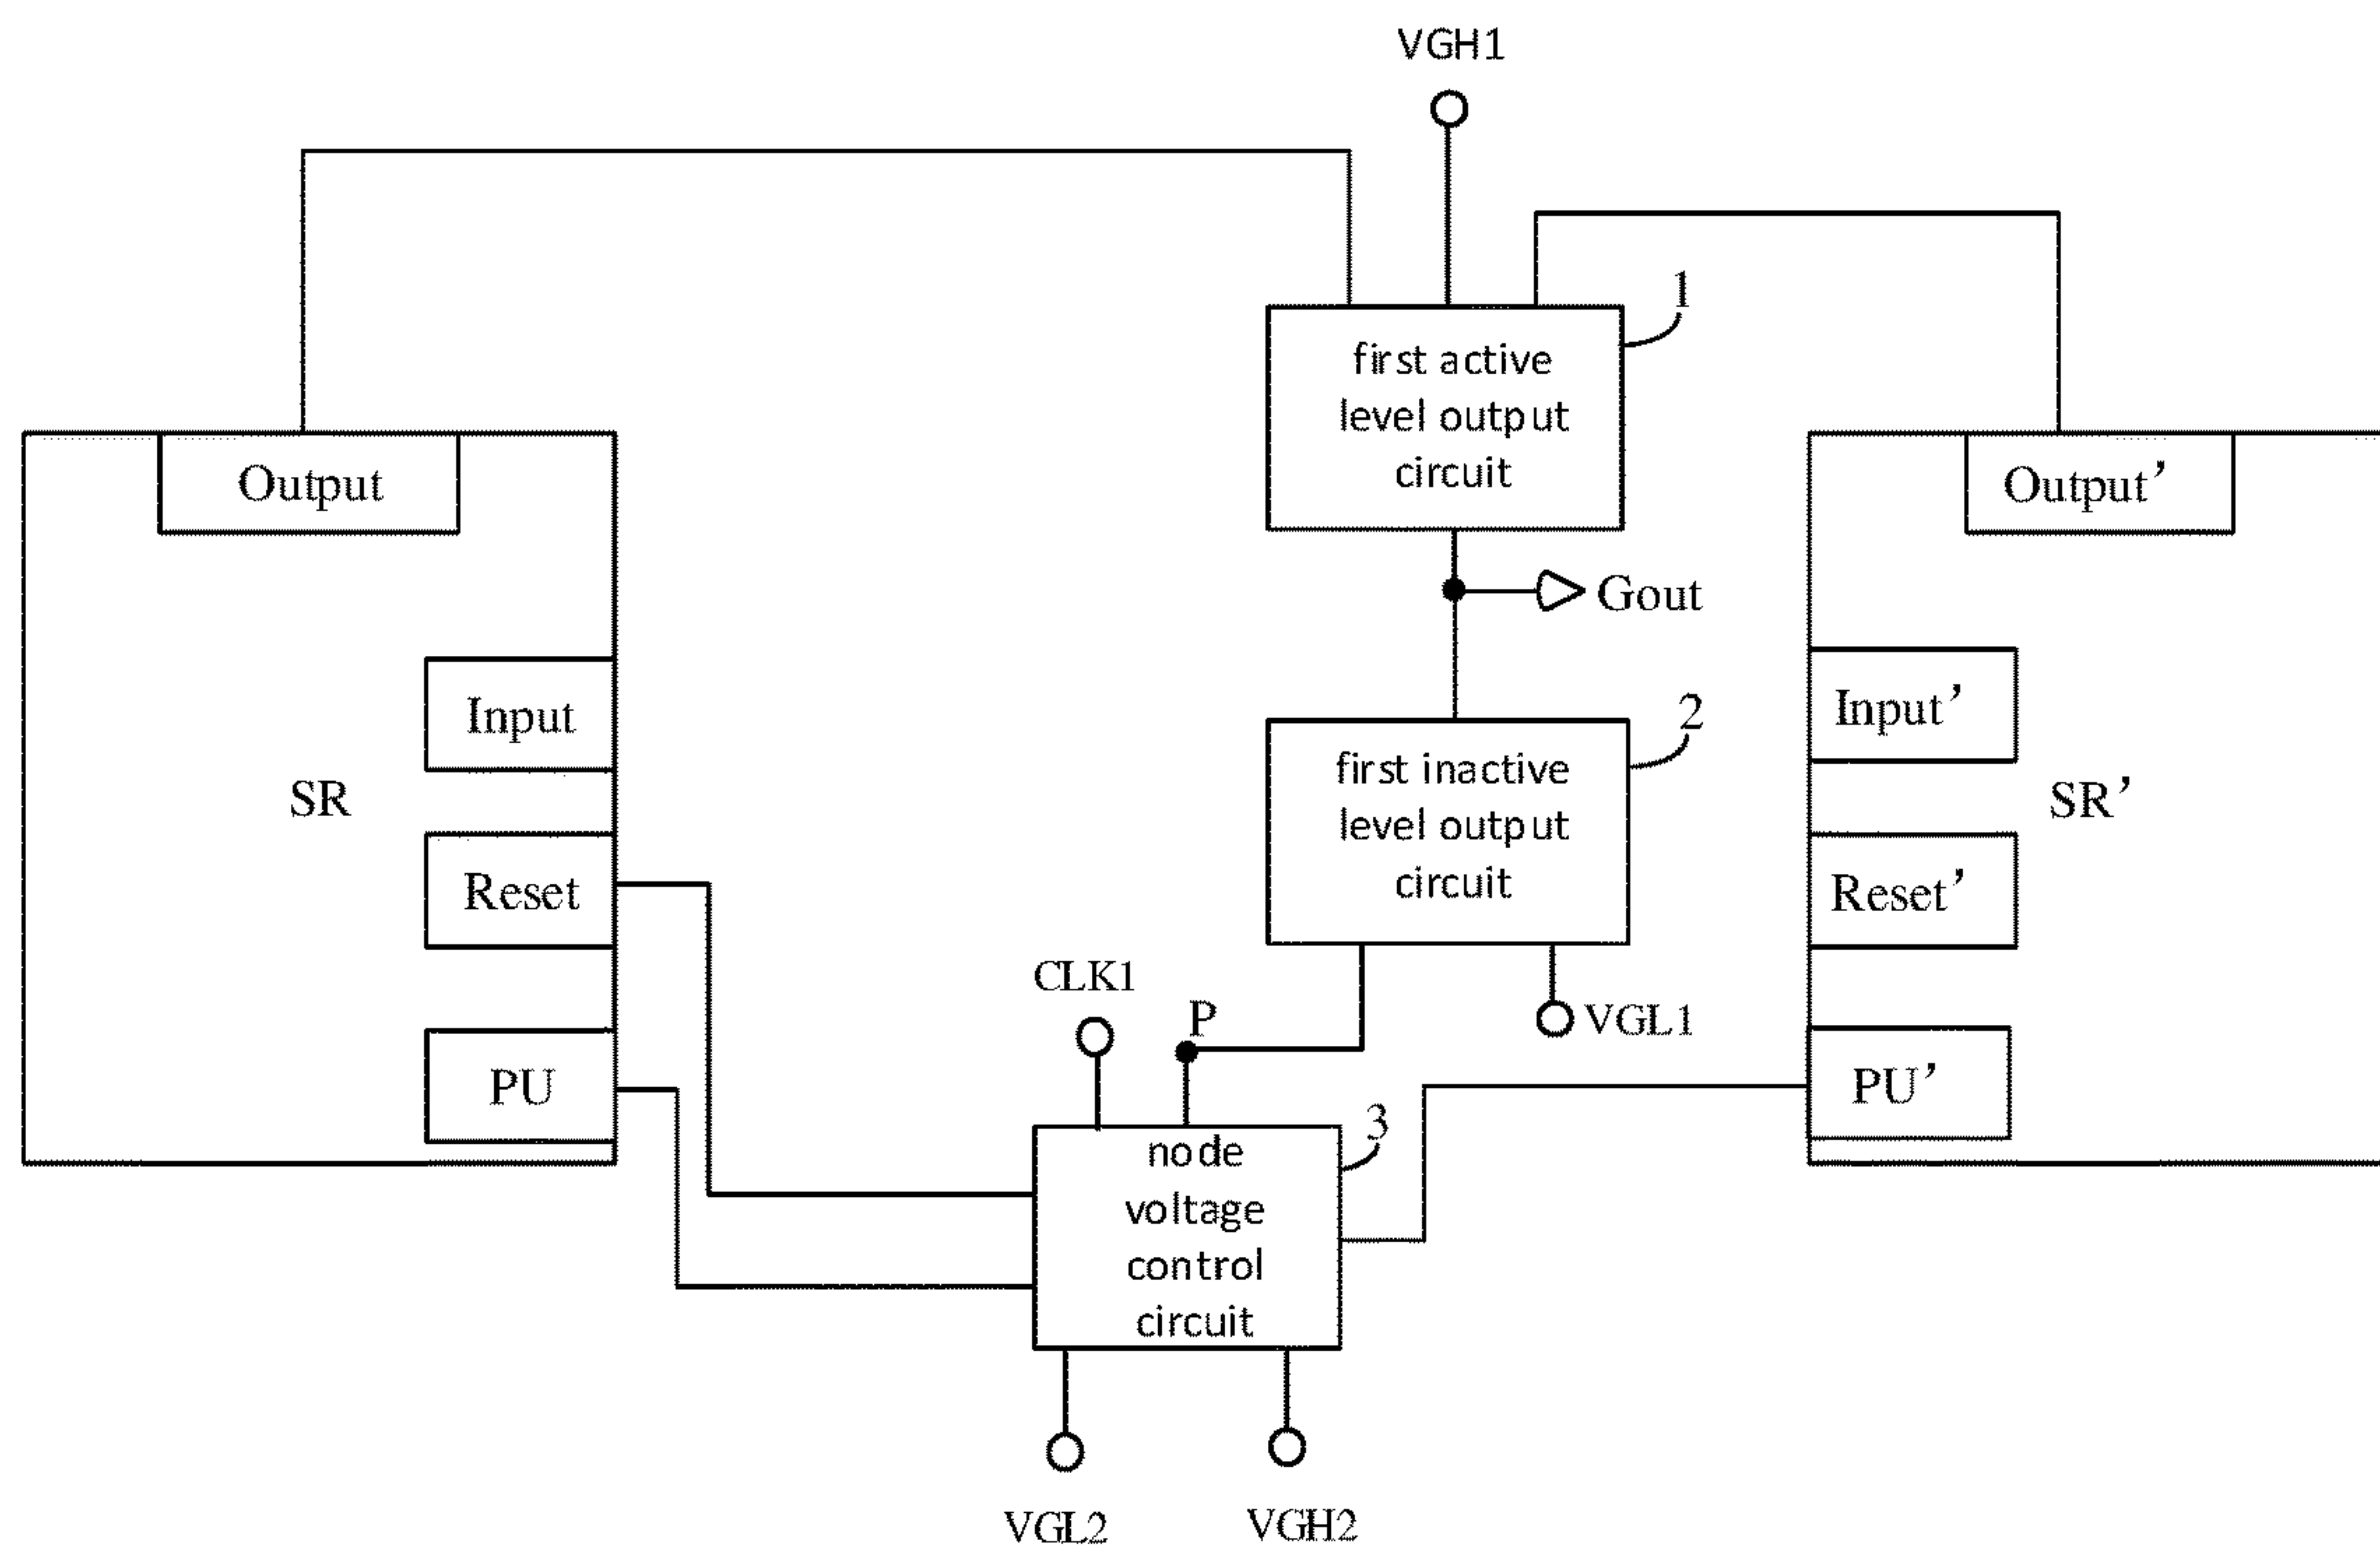 VGH1
1
first active
level output
circuit
Output
Output’
Gout
Input
Input’
2
first inactive
level output
circuit
SR
SR’
Reset
Reset’
CLK1
P
VGL1
PU
PU’
3
node
voltage
control
circuit
VGL2
VGH2